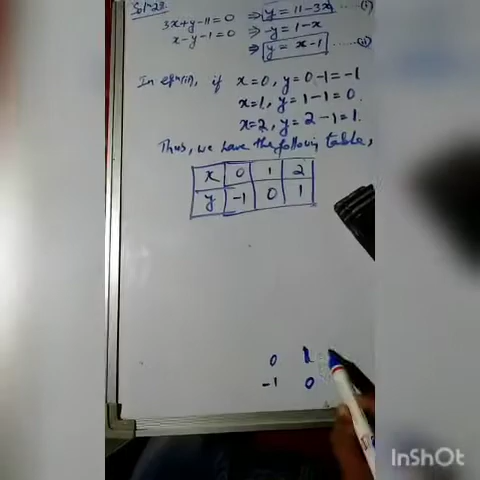 Solⁿ 23.
3x+y-11=0 ⇒ y = 11-3x ......(i)
x-y-1=0 ⇒ -y = 1-x
⇒ y = x-1 ......(ii)
In eqⁿ(ii), if x=0, y=0-1=-1
x=1, y=1-1=0.
x=2, y=2-1=1.
Thus, we have the following table,
x 0 1 2
y -1 0 1
0 1
-1 0
InShOt